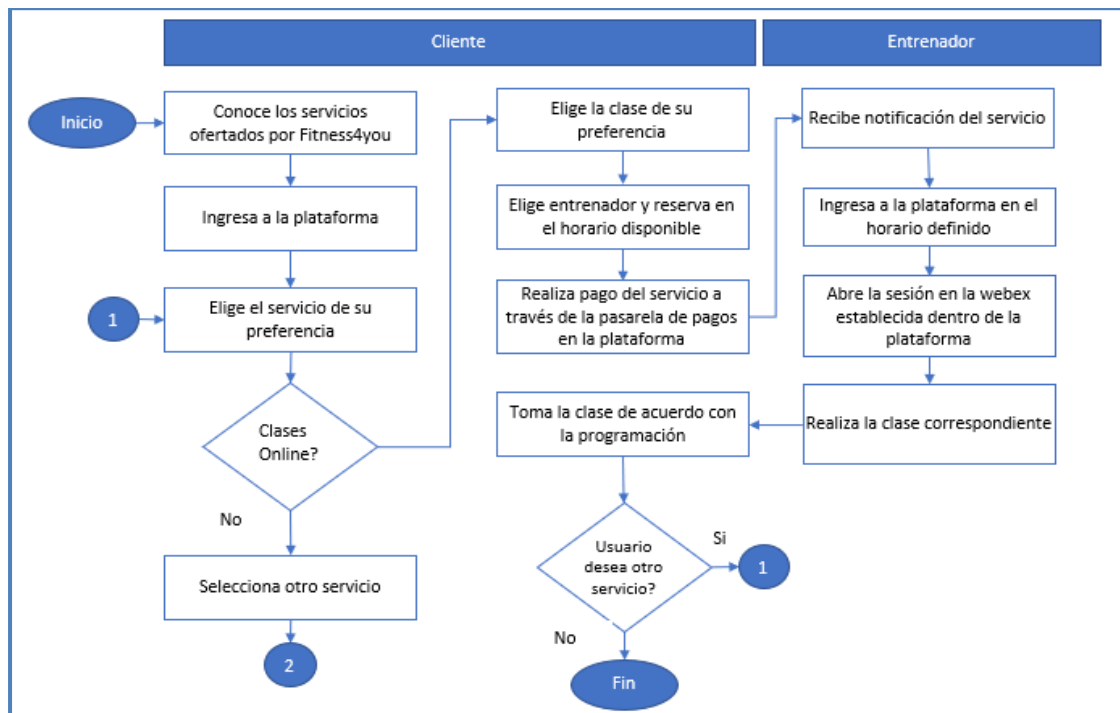 Cliente
Entrenador
Inicio
Conoce los servicios
ofertados por Fitness4you
Ingresa a la plataforma
1
Elige el servicio de su
preferencia
Clases
Online?
No
Selecciona otro servicio
2
Elige la clase de su
preferencia
Elige entrenador y reserva en
el horario disponible
Realiza pago del servicio a
través de la pasarela de pagos
en la plataforma
Recibe notificación del servicio
Ingresa a la plataforma en el
horario definido
Abre la sesión en la webex
establecida dentro de la
plataforma
Realiza la clase correspondiente
Toma la clase de acuerdo con
la programación
Usuario
desea otro
servicio?
Si
1
No
Fin